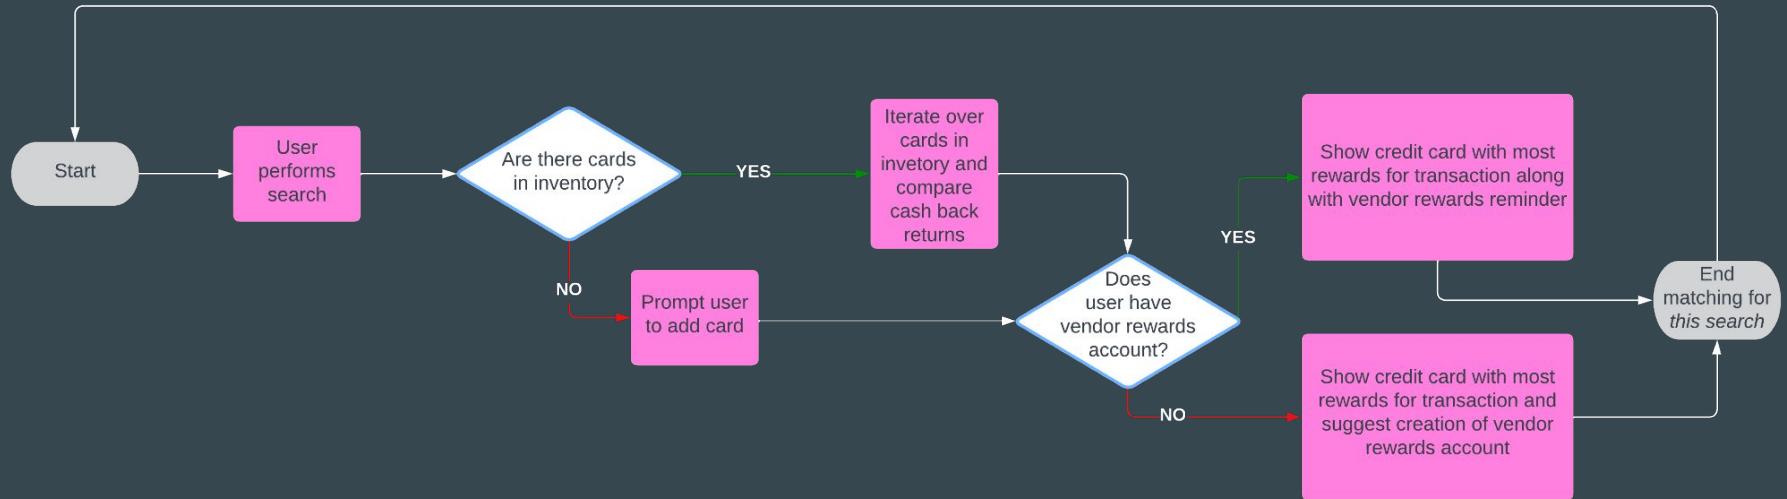 Start
User
performs
search
Are there cards
in inventory?
YES
Iterate over
cards in
invetory and
compare
cash back
returns
NO
Prompt user
to add card
Does
user have
vendor rewards
account?
YES
Show credit card with most
rewards for transaction along
with vendor rewards reminder
NO
Show credit card with most
rewards for transaction and
suggest creation of vendor
rewards account
End
matching for
this search